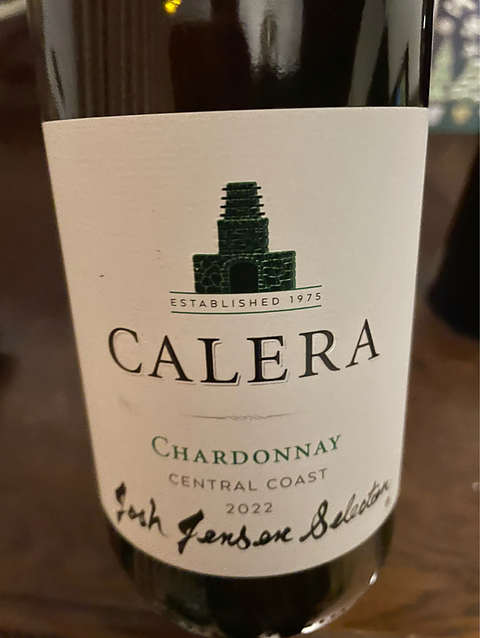 ESTABLISHED 1975
CALERA
CHARDONNAY
CENTRAL COAST
2022
Josh Jensen Selection